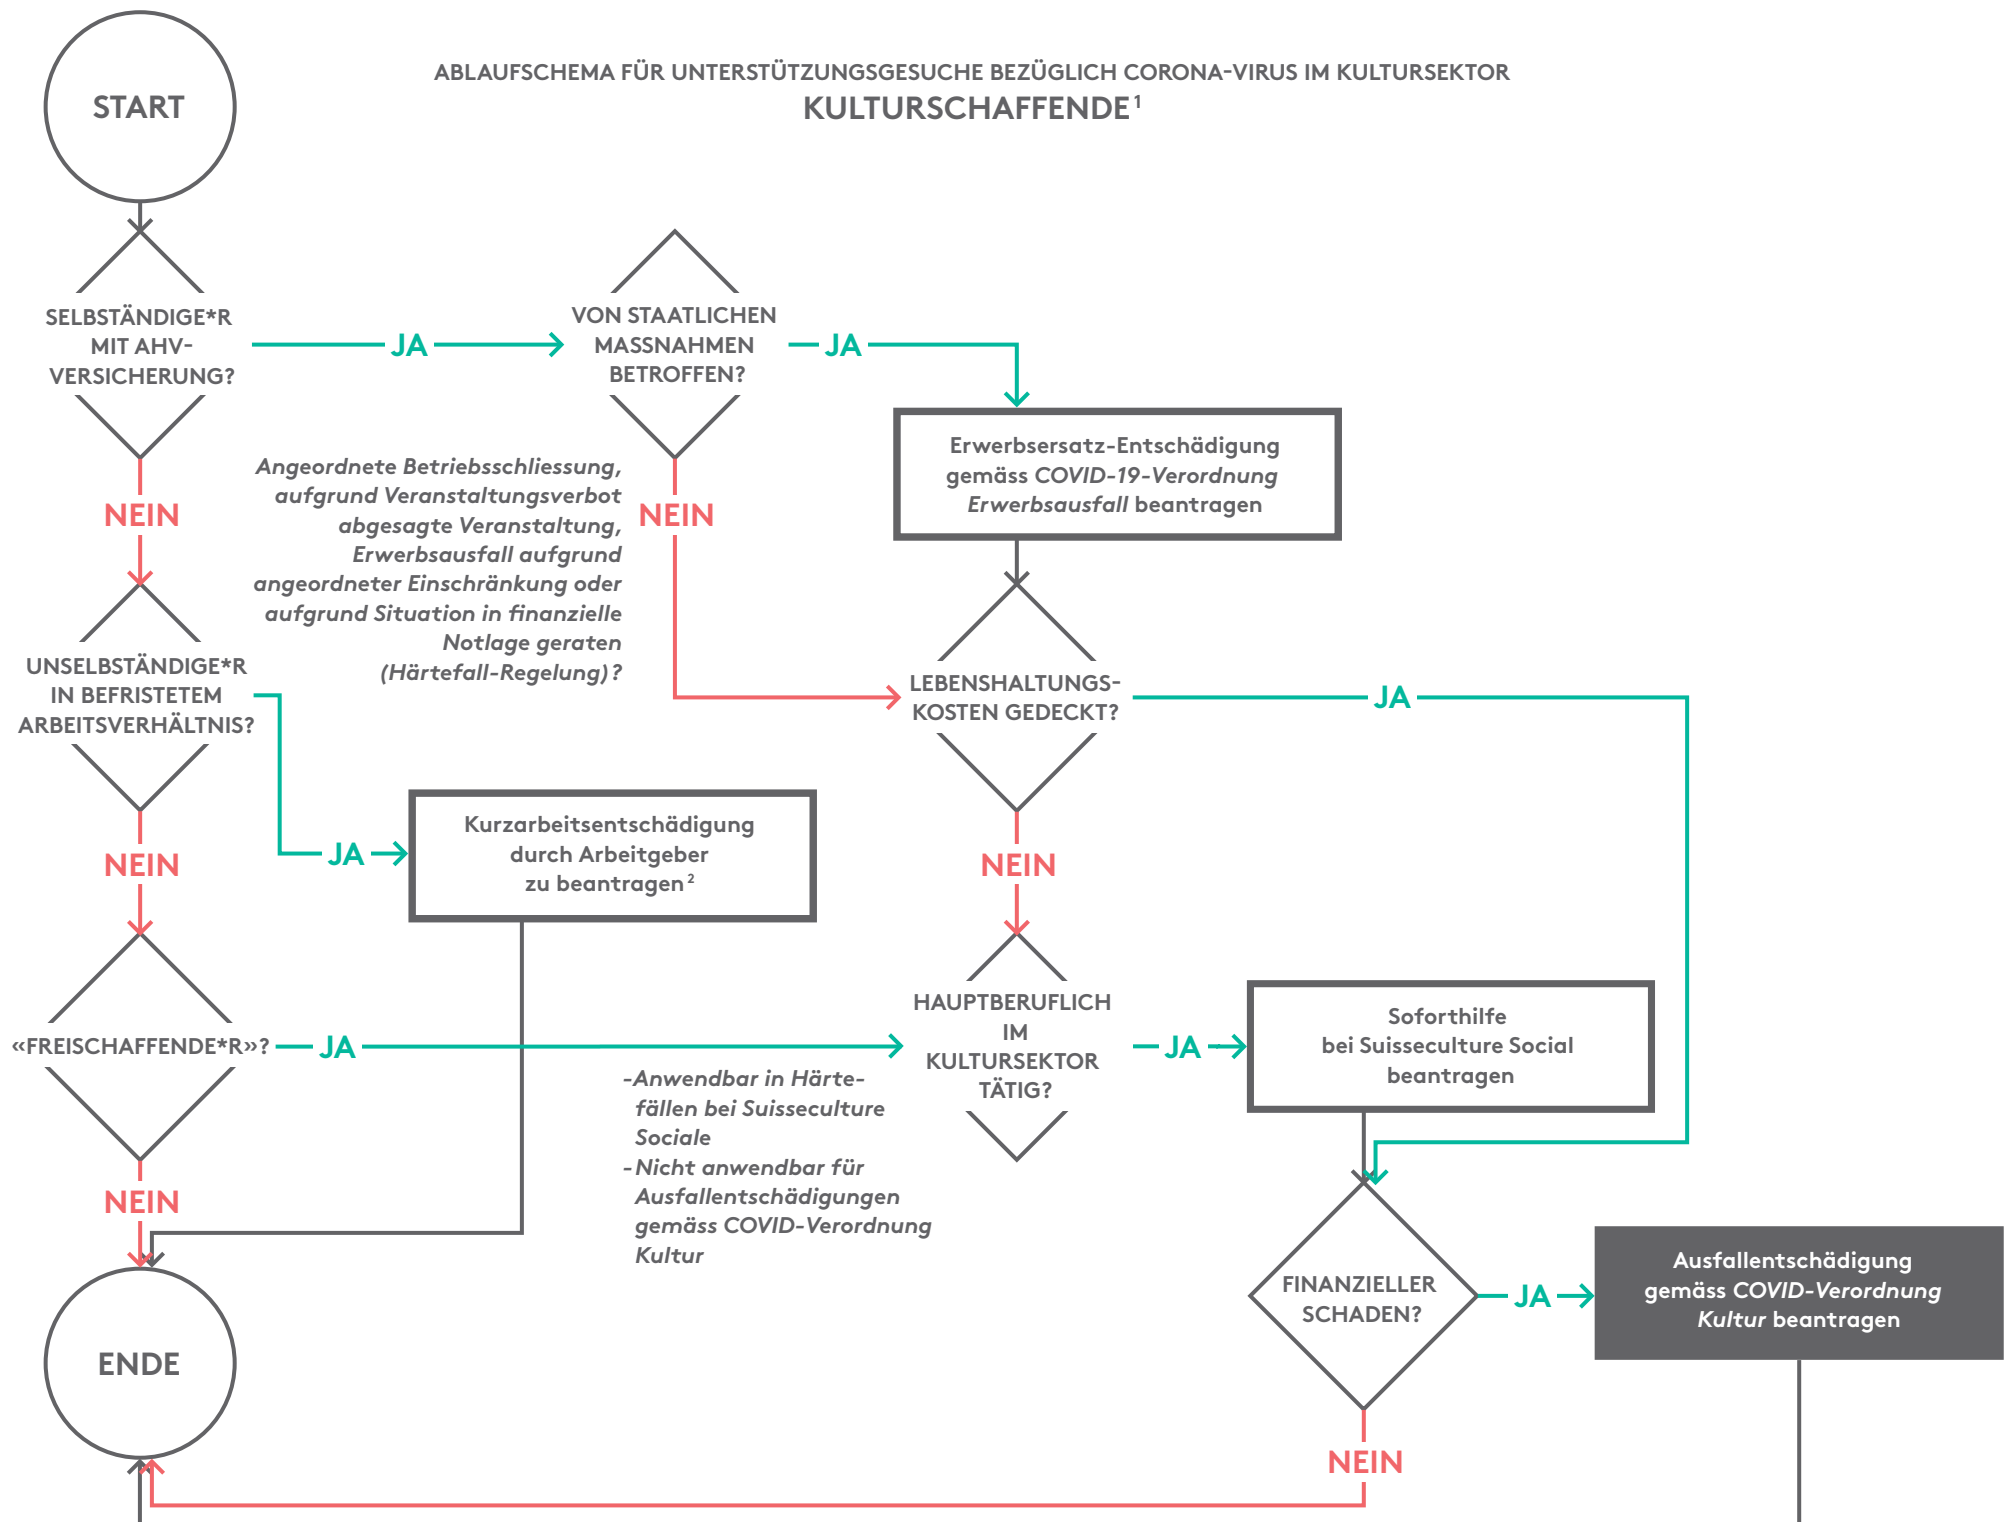 START
ABLAUFSCHEMA FÜR UNTERSTÜTZUNGSGESUCHE BEZÜGLICH CORONA-VIRUS IM KULTURSEKTOR
KULTURSCHAFFENDE¹
SELBSTÄNDIGE*R
MIT AHV-
VERSICHERUNG?
JA
VON STAATLICHEN
MASSNAHMEN
BETROFFEN?
JA
Erwerbsersatz-Entschädigung
gemäss COVID-19-Verordnung
Erwerbsausfall beantragen
NEIN
Angeordnete Betriebsschliessung,
aufgrund Veranstaltungsverbot
abgesagte Veranstaltung,
Erwerbsausfall aufgrund
angeordneter Einschränkung oder
aufgrund Situation in finanzielle
Notlage geraten
(Härtefall-Regelung)?
NEIN
UNSELBSTÄNDIGE*R
IN BEFRISTETEM
ARBEITSVERHÄLTNIS?
LEBENSHALTUNGS-
KOSTEN GEDECKT?
JA
JA
Kurzarbeitsentschädigung
durch Arbeitgeber
zu beantragen²
NEIN
NEIN
«FREISCHAFFENDE*R»?
JA
HAUPTBERUFLICH
IM
KULTURSEKTOR
TÄTIG?
JA
Soforthilfe
bei Suisseculture Social
beantragen
-Anwendbar in Härte-
fällen bei Suisseculture
Sociale
-Nicht anwendbar für
Ausfallentschädigungen
gemäss COVID-Verordnung
Kultur
NEIN
FINANZIELLER
SCHADEN?
JA
Ausfallentschädigung
gemäss COVID-Verordnung
Kultur beantragen
ENDE
NEIN